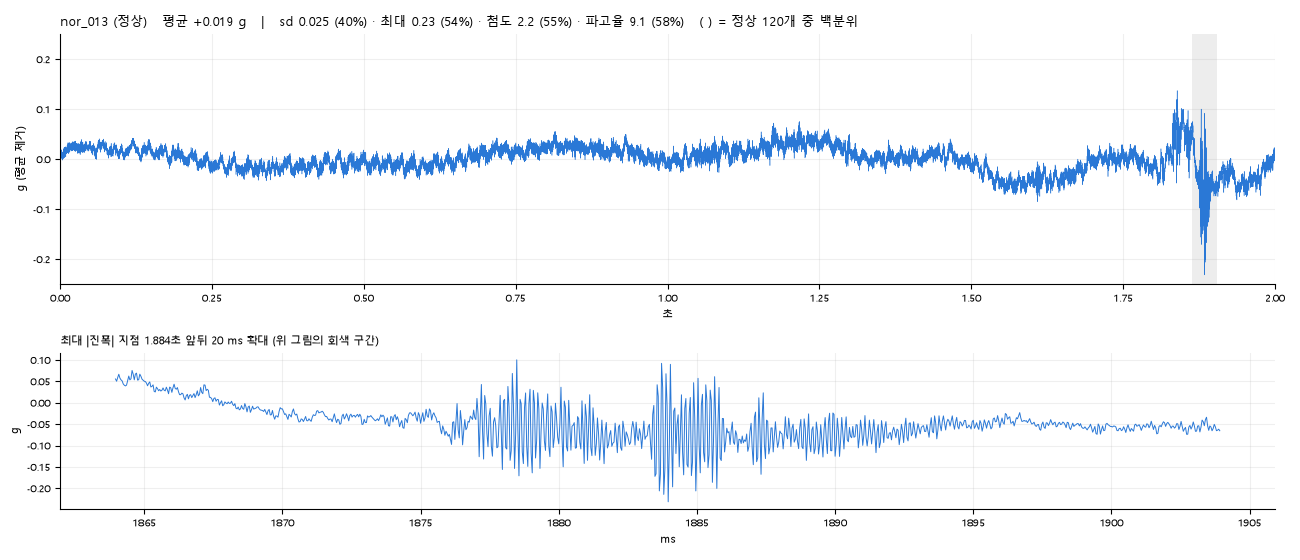 nor_013 (정상) 평균 +0.019 g | sd 0.025 (40%) · 최대 0.23 (54%) · 첨도 2.2 (55%) · 파고율 9.1 (58%) ( ) = 정상 120개 중 백분위
g (평균 제거)
0.2
0.1
0.0
-0.1
-0.2
0.00 0.25 0.50 0.75 1.00 1.25 1.50 1.75 2.00
초
최대 |진폭| 지점 1.884초 앞뒤 20 ms 확대 (위 그림의 회색 구간)
g
0.10
0.05
0.00
-0.05
-0.10
-0.15
-0.20
1865 1870 1875 1880 1885 1890 1895 1900 1905
ms